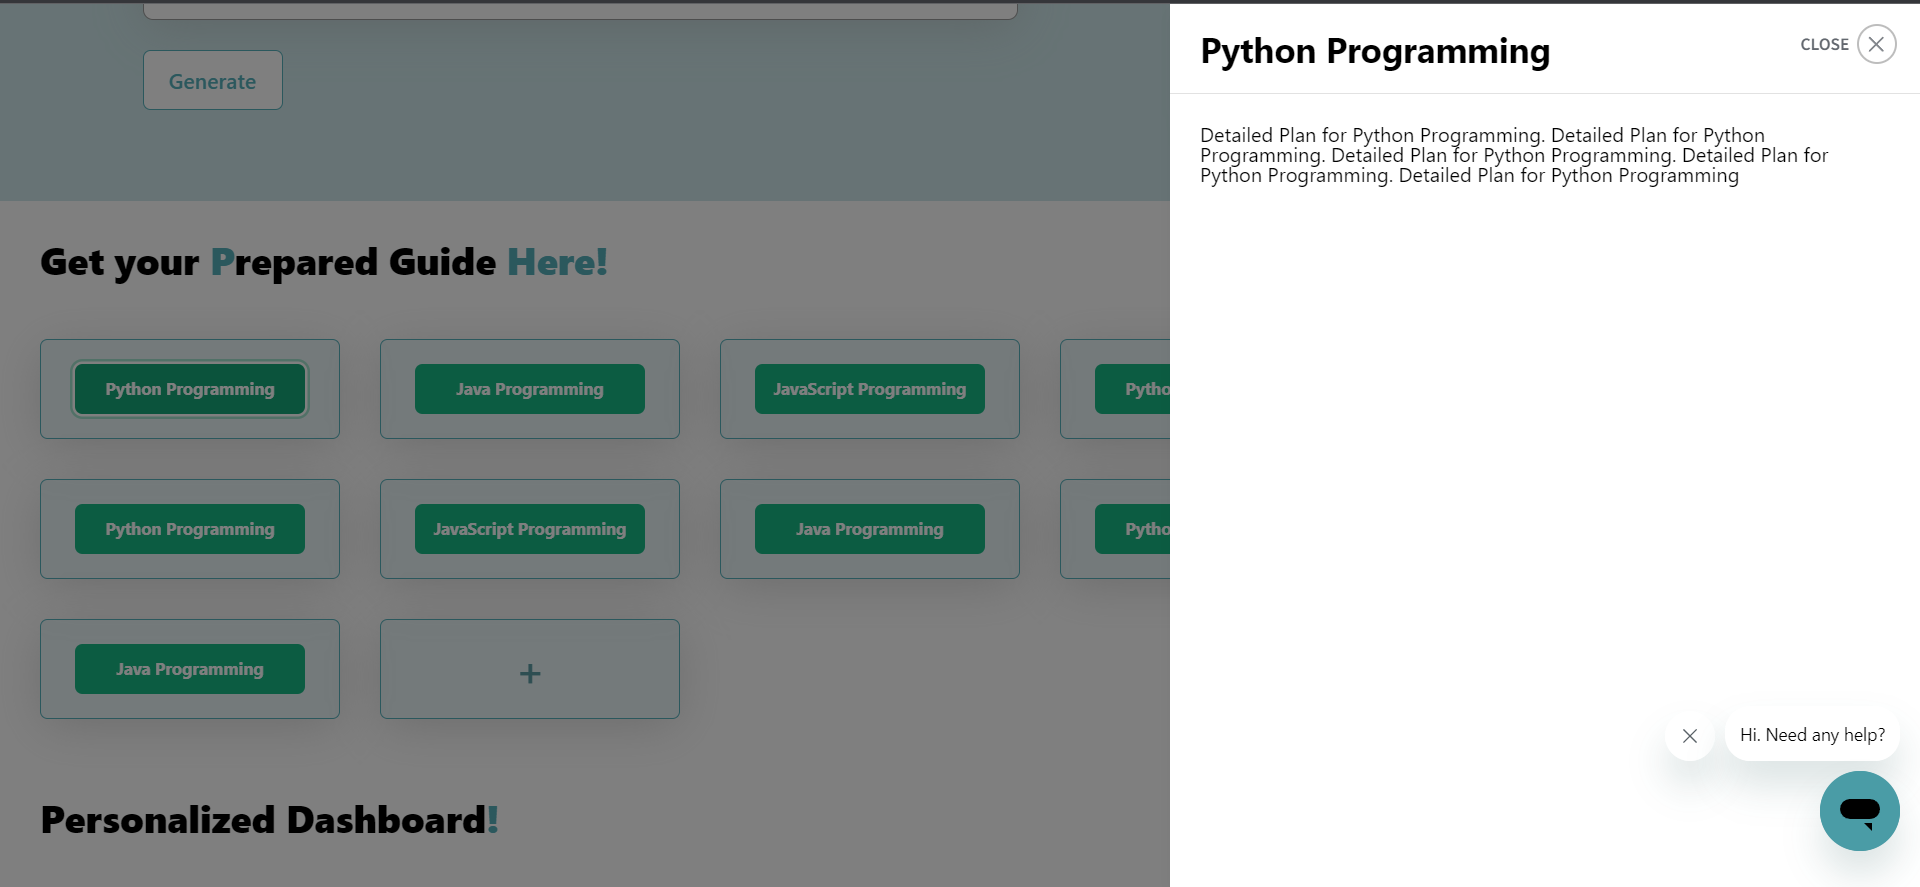 Generate
Get your Prepared Guide Here!
Python Programming
Java Programming
JavaScript Programming
Pytho
Python Programming
JavaScript Programming
Java Programming
Pytho
Java Programming
+
Personalized Dashboard!
Python Programming
CLOSE
Detailed Plan for Python Programming. Detailed Plan for Python
Programming. Detailed Plan for Python Programming. Detailed Plan for
Python Programming. Detailed Plan for Python Programming
Hi. Need any help?